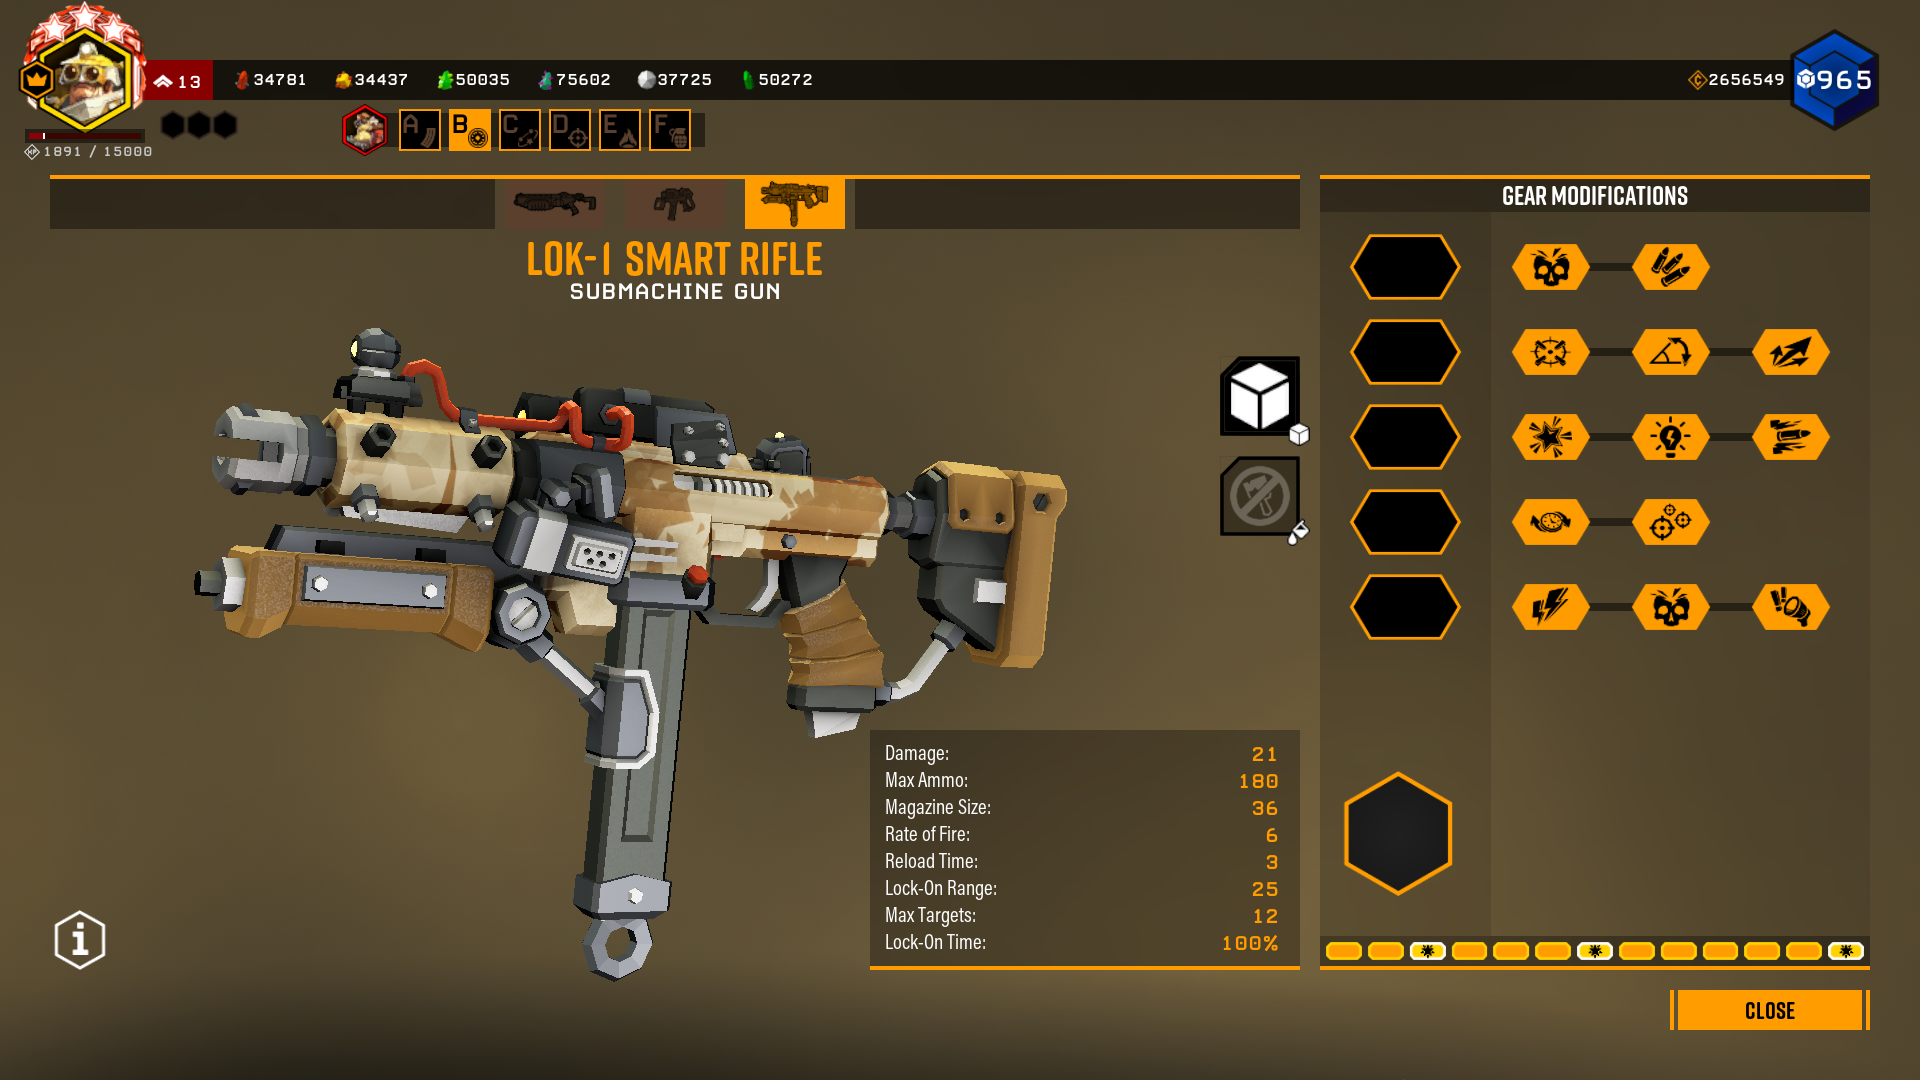 13
34781
34437
50035
75602
37725
50272
2656549
965
HP 1891 / 15000
A
B
C
D
E
F
LOK-1 SMART RIFLE
SUBMACHINE GUN
GEAR MODIFICATIONS
Damage: 21
Max Ammo: 180
Magazine Size: 36
Rate of Fire: 6
Reload Time: 3
Lock-On Range: 25
Max Targets: 12
Lock-On Time: 100%
CLOSE